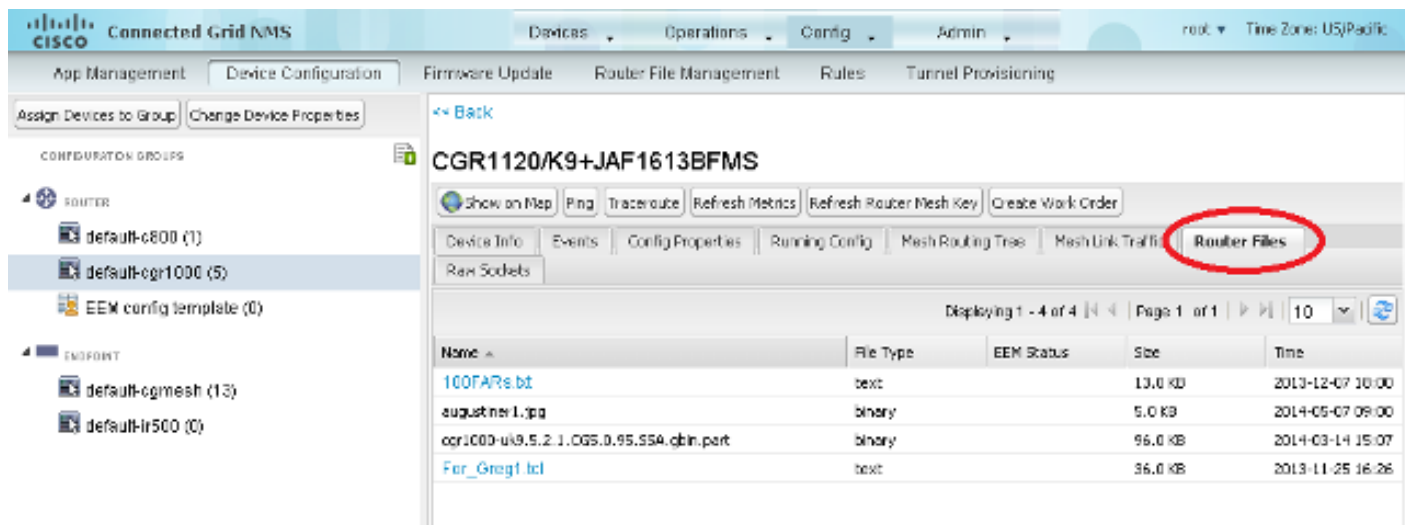 CISCO Connected Grid NMS Devices Operations Config Admin root Time Zone: US/Pacific
App Management Device Configuration Firmware Update Router File Management Rules Tunnel Provisioning
Assign Devices to Group Change Device Properties
<< Back
CONFIGURATION GROUPS
CGR1120/K9+JAF1613BFMS
ROUTER
Show on Map Ping Traceroute Refresh Metrics Refresh Router Mesh Key Create Work Order
default-c800 (1)
Device Info Events Config Properties Running Config Mesh Routing Tree Mesh Link Traffic Router Files
default-cgr1000 (5)
Raw Sockets
EEM config template (0)
Displaying 1 - 4 of 4 Page 1 of 1 10
ENDPOINT
Name File Type EEM Status Size Time
default-cgmesh (13)
100FARs.txt text 13.0 KB 2013-12-07 10:00
default-ir500 (0)
augustiner1.jpg binary 5.0 KB 2014-05-07 09:00
cgr1000-uk9.5.2.1.CG5.0.95.SSA.gbin.part binary 96.0 KB 2014-03-14 15:07
For_Greg1.tcl text 36.0 KB 2013-11-25 16:26